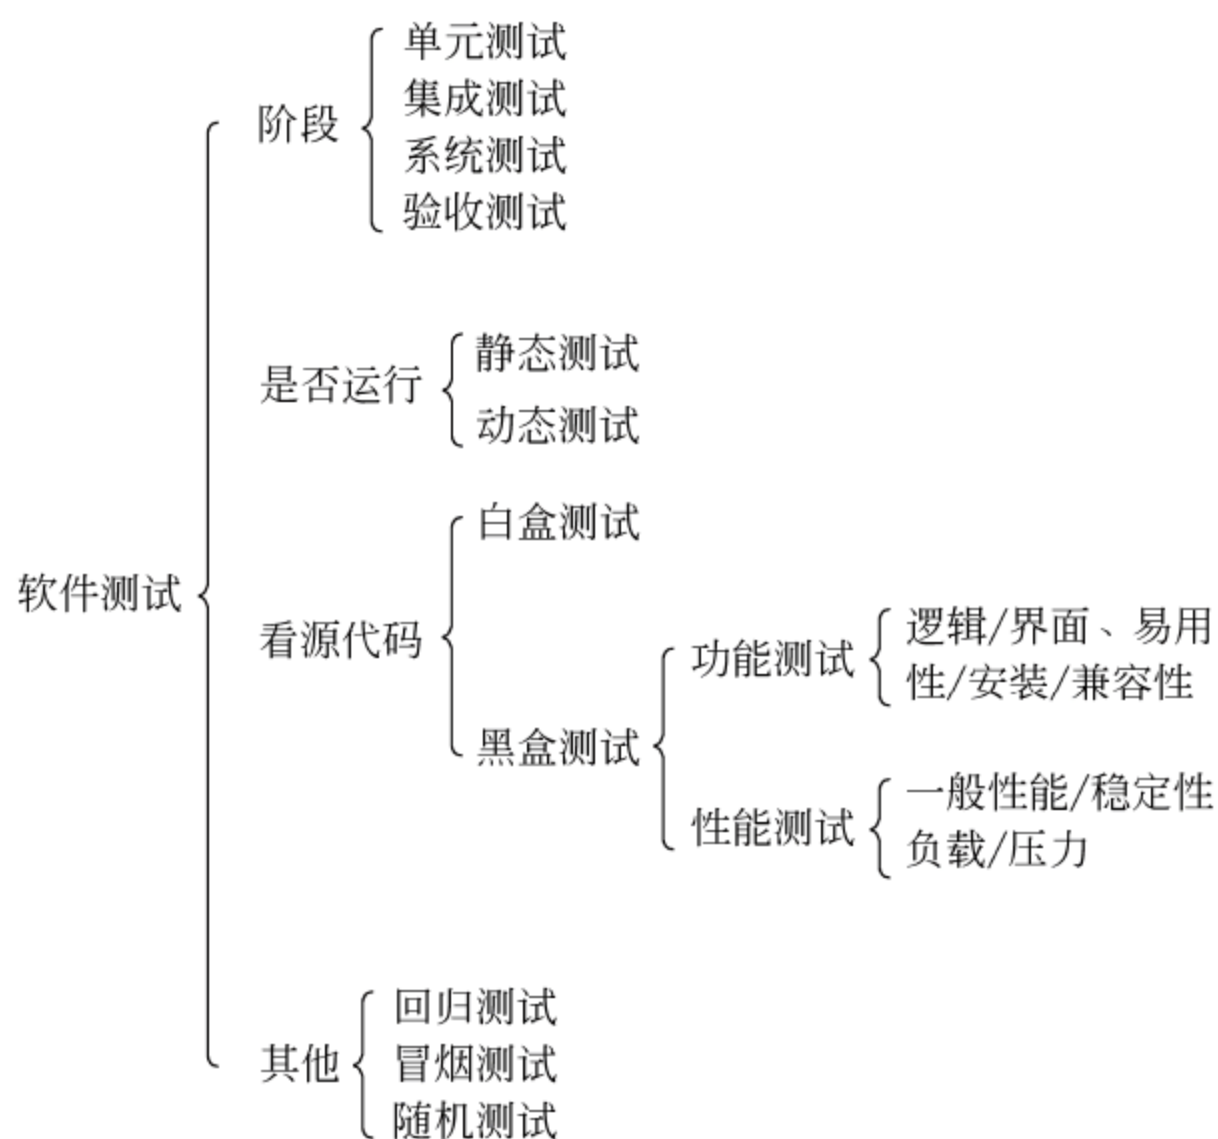 单元测试
集成测试
阶段
系统测试
验收测试
静态测试
是否运行
动态测试
白盒测试
软件测试
看源代码
逻辑/界面、易用
性/安装/兼容性
功能测试
黑盒测试
一般性能/稳定性
负载/压力
性能测试
回归测试
其他
冒烟测试
随机测试